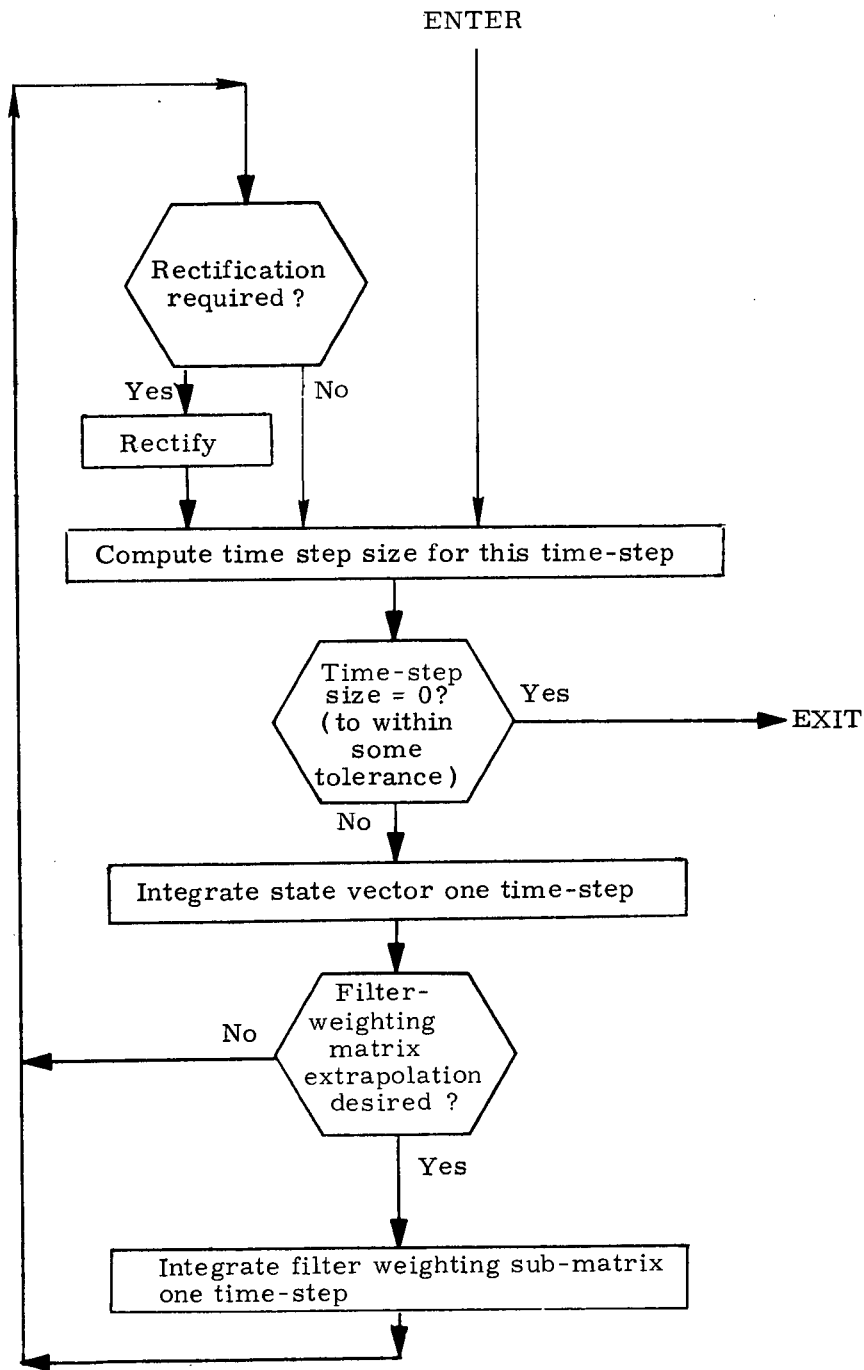 ENTER
Rectification
required ?
Yes
No
Rectify
Compute time step size for this time-step
Time-step
size = 0?
(to within
some
tolerance)
Yes
EXIT
No
Integrate state vector one time-step
Filter-
weighting
matrix
extrapolation
desired ?
No
Yes
Integrate filter weighting sub-matrix
one time-step